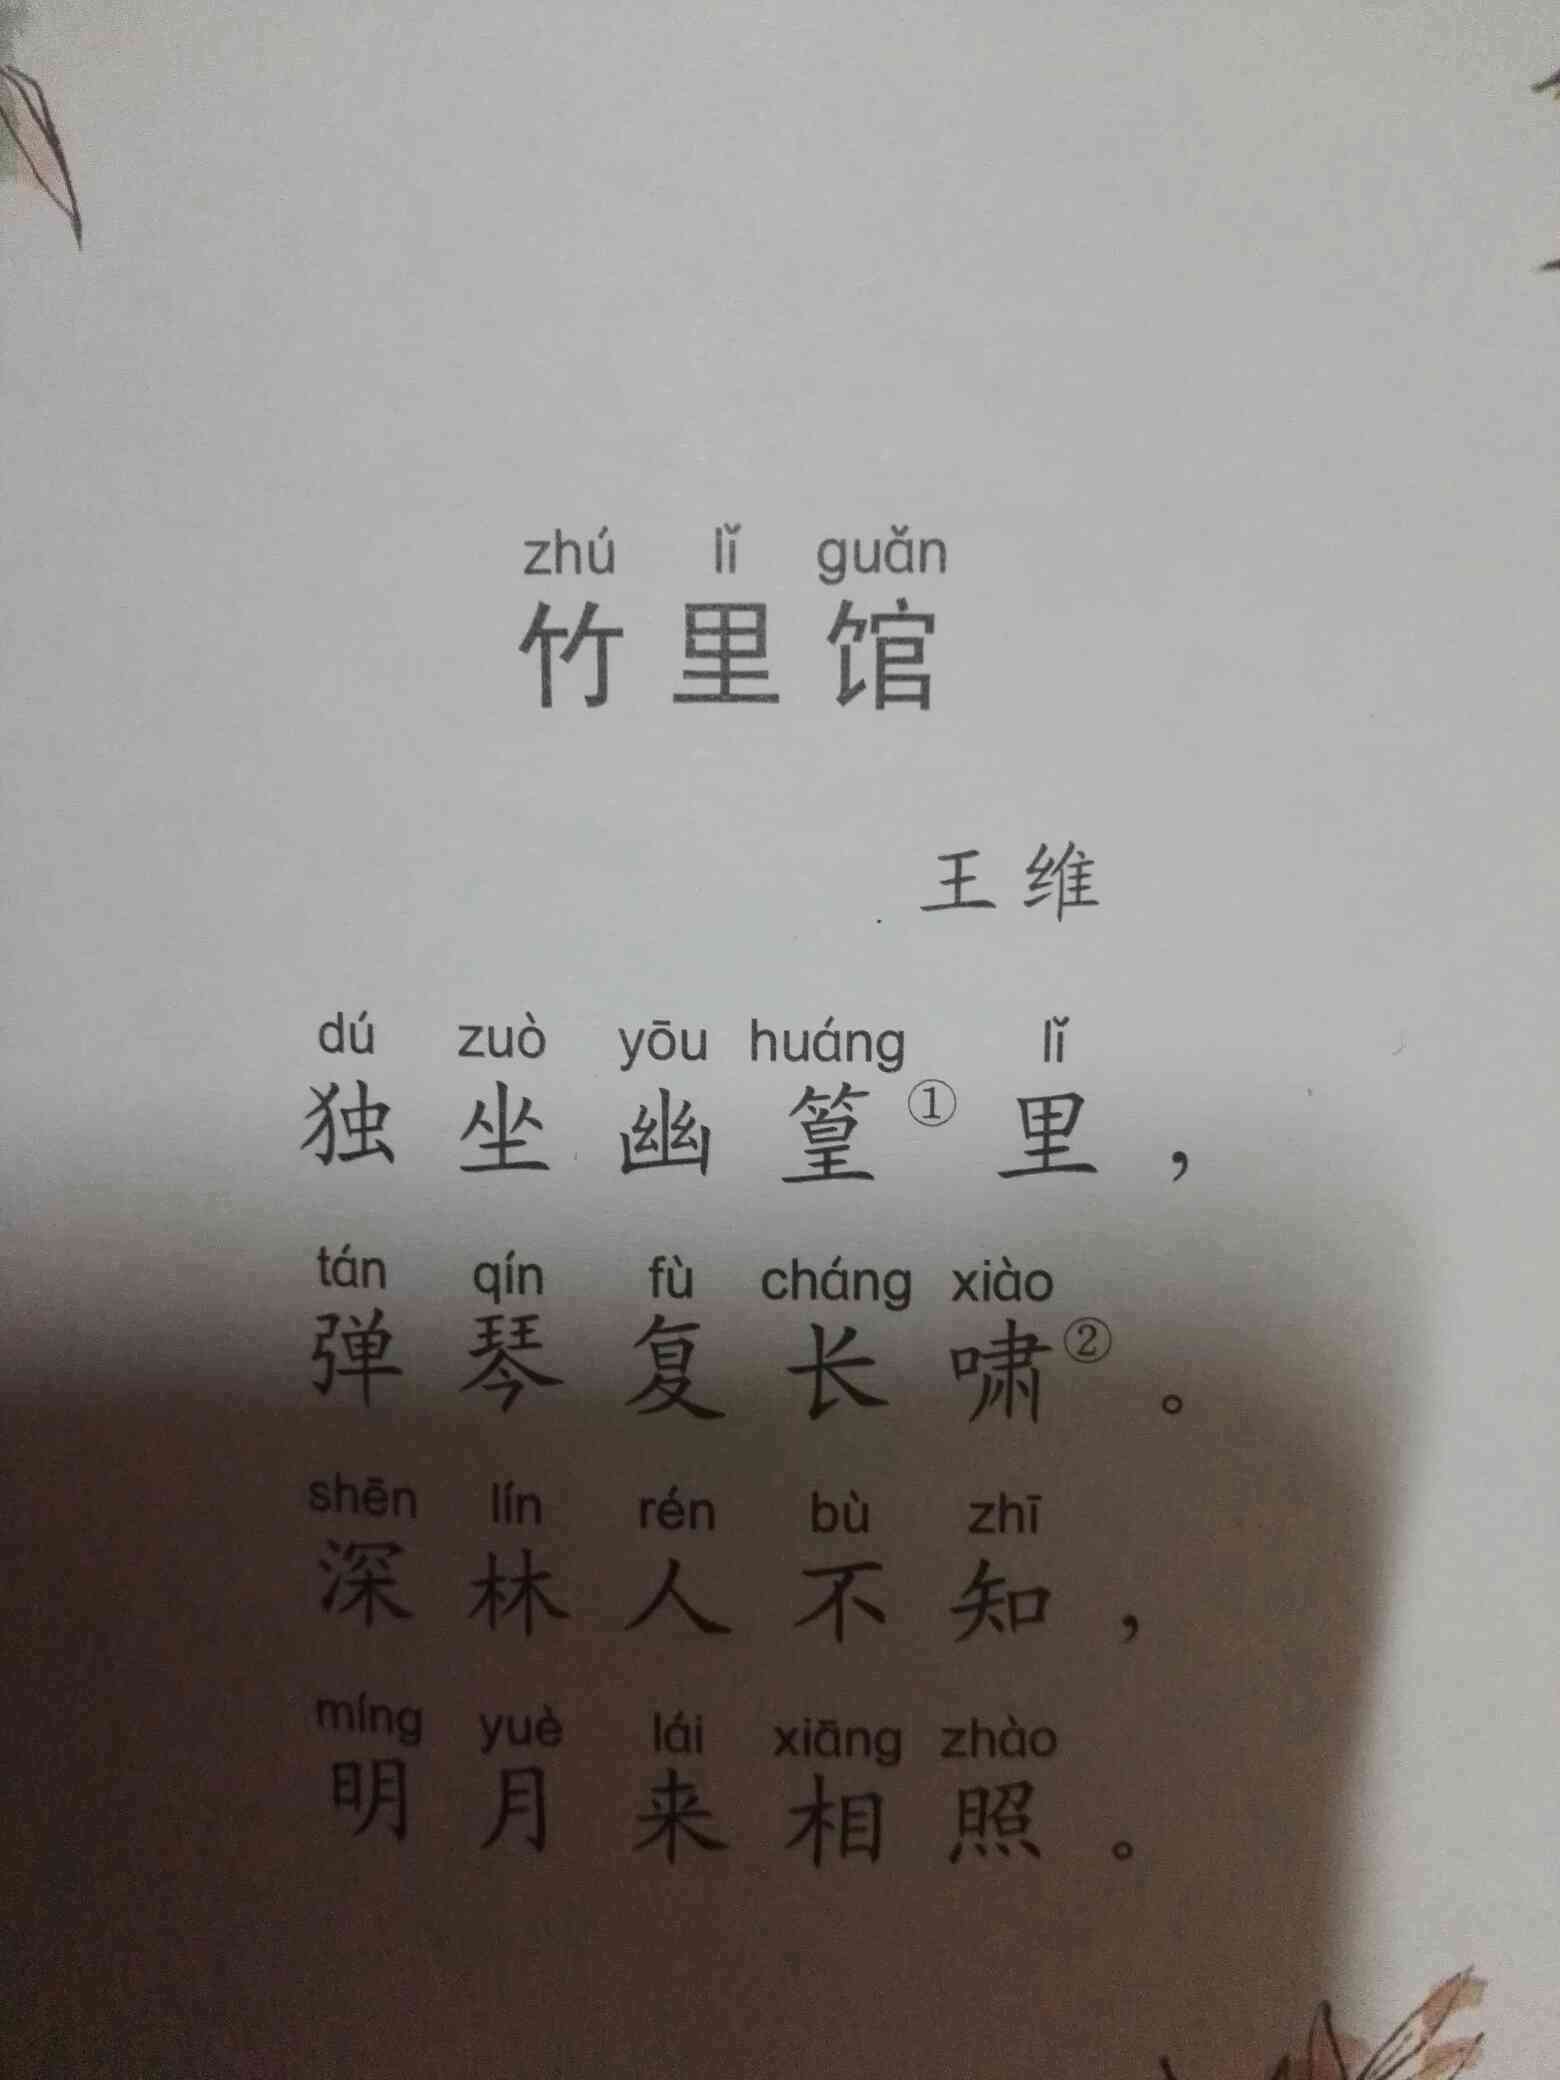 zhú lǐ guǎn
竹里馆
王维
dú zuò yōu huáng lǐ
独坐幽篁①里，
tán qín fù cháng xiào
弹琴复长啸②。
shēn lín rén bù zhī
深林人不知，
míng yuè lái xiāng zhào
明月来相照。